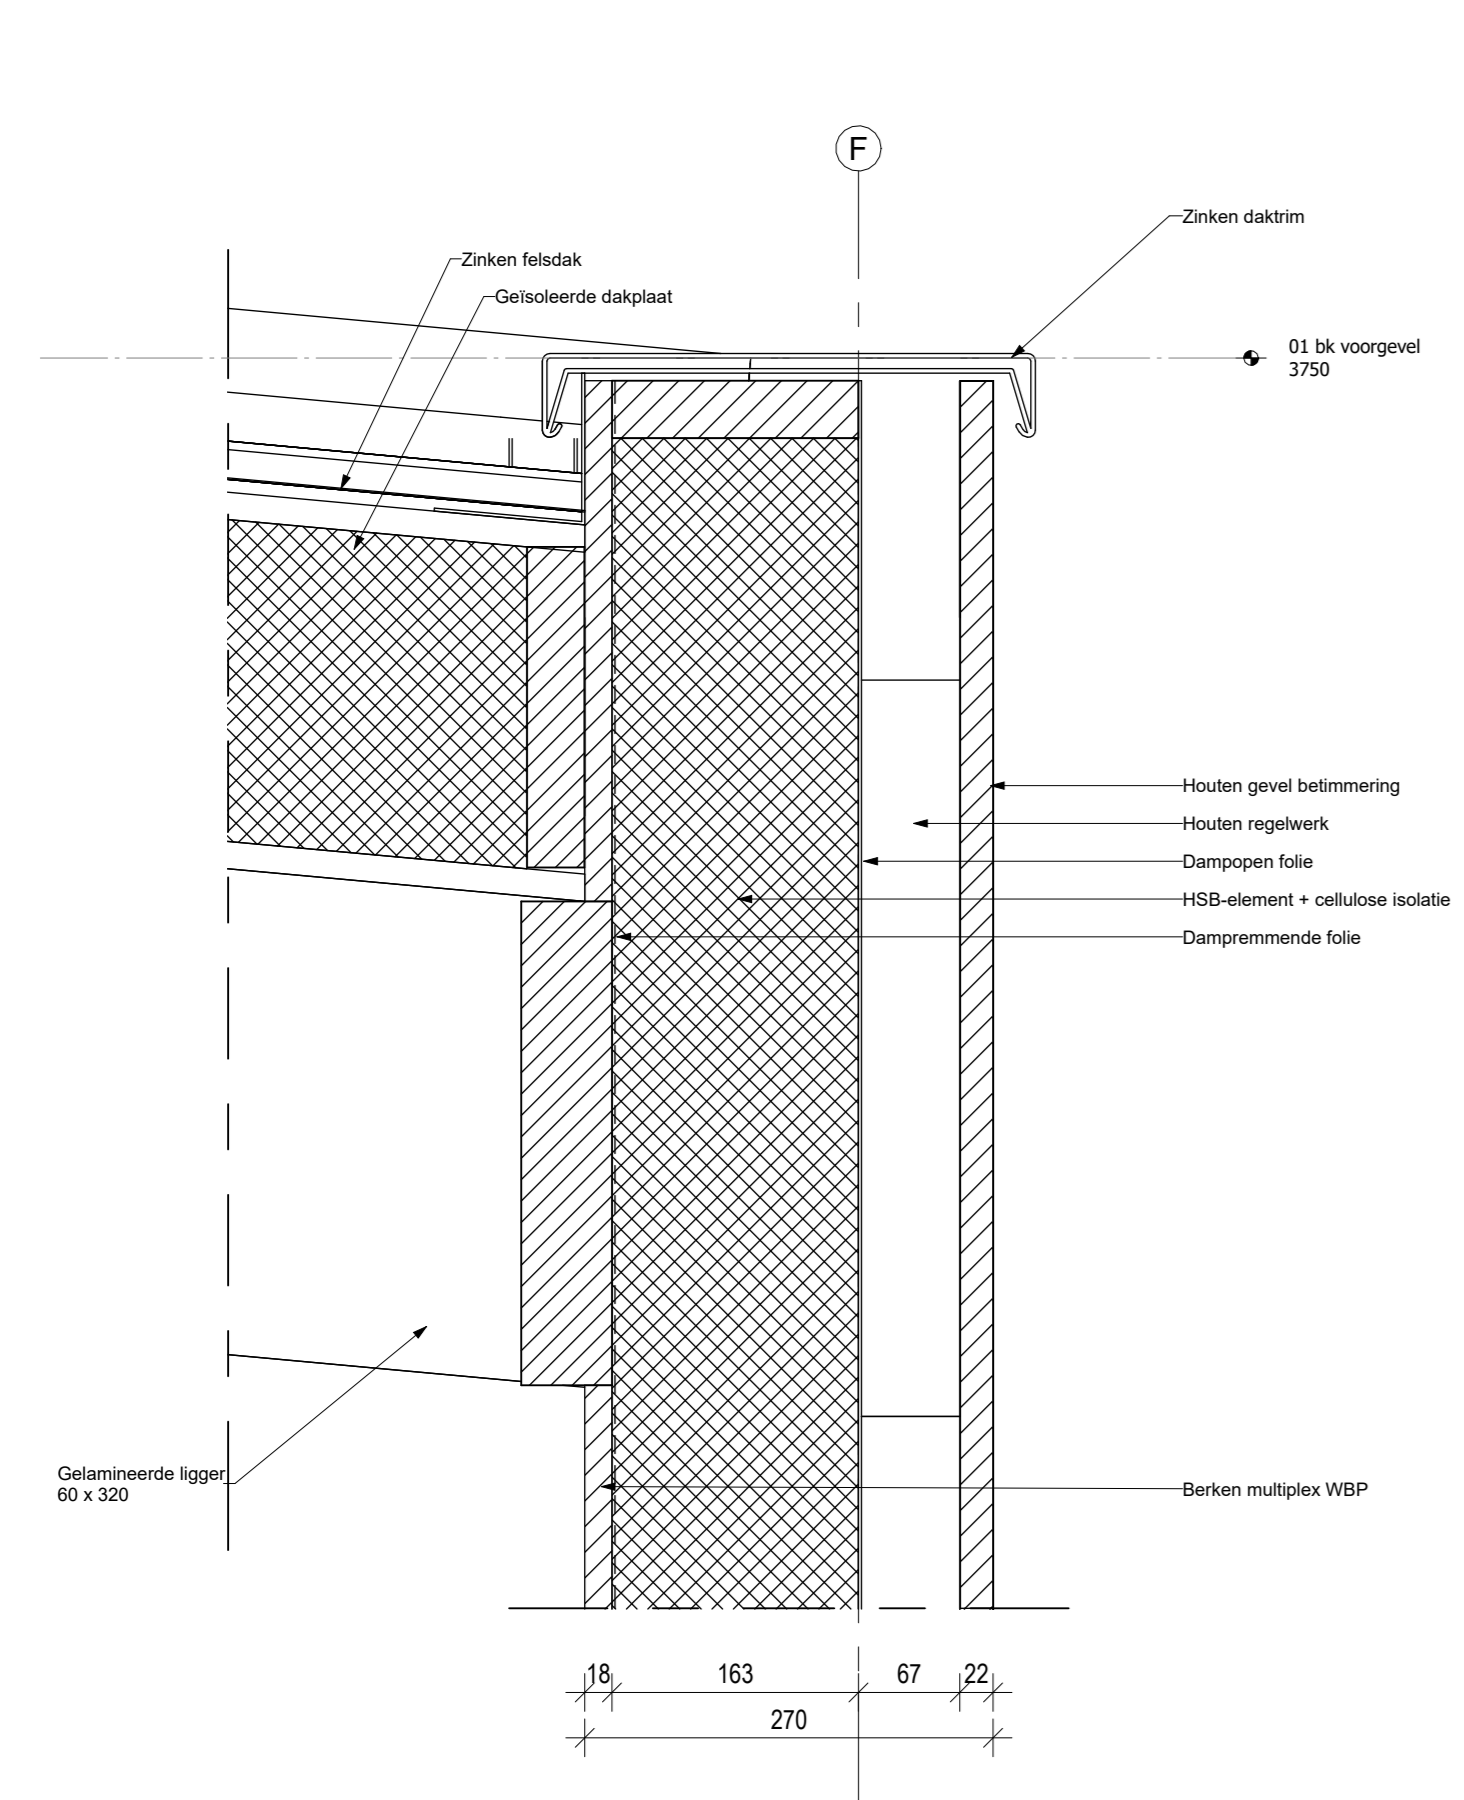 F
Zinken daktrim
Zinken felsdak
Geïsoleerde dakplaat
01 bk voorgevel
3750
Houten gevel betimmering
Houten regelwerk
Dampopen folie
HSB-element + cellulose isolatie
Dampremmende folie
Gelamineerde ligger
60 x 320
Berken multiplex WBP
18 163 67 22
270